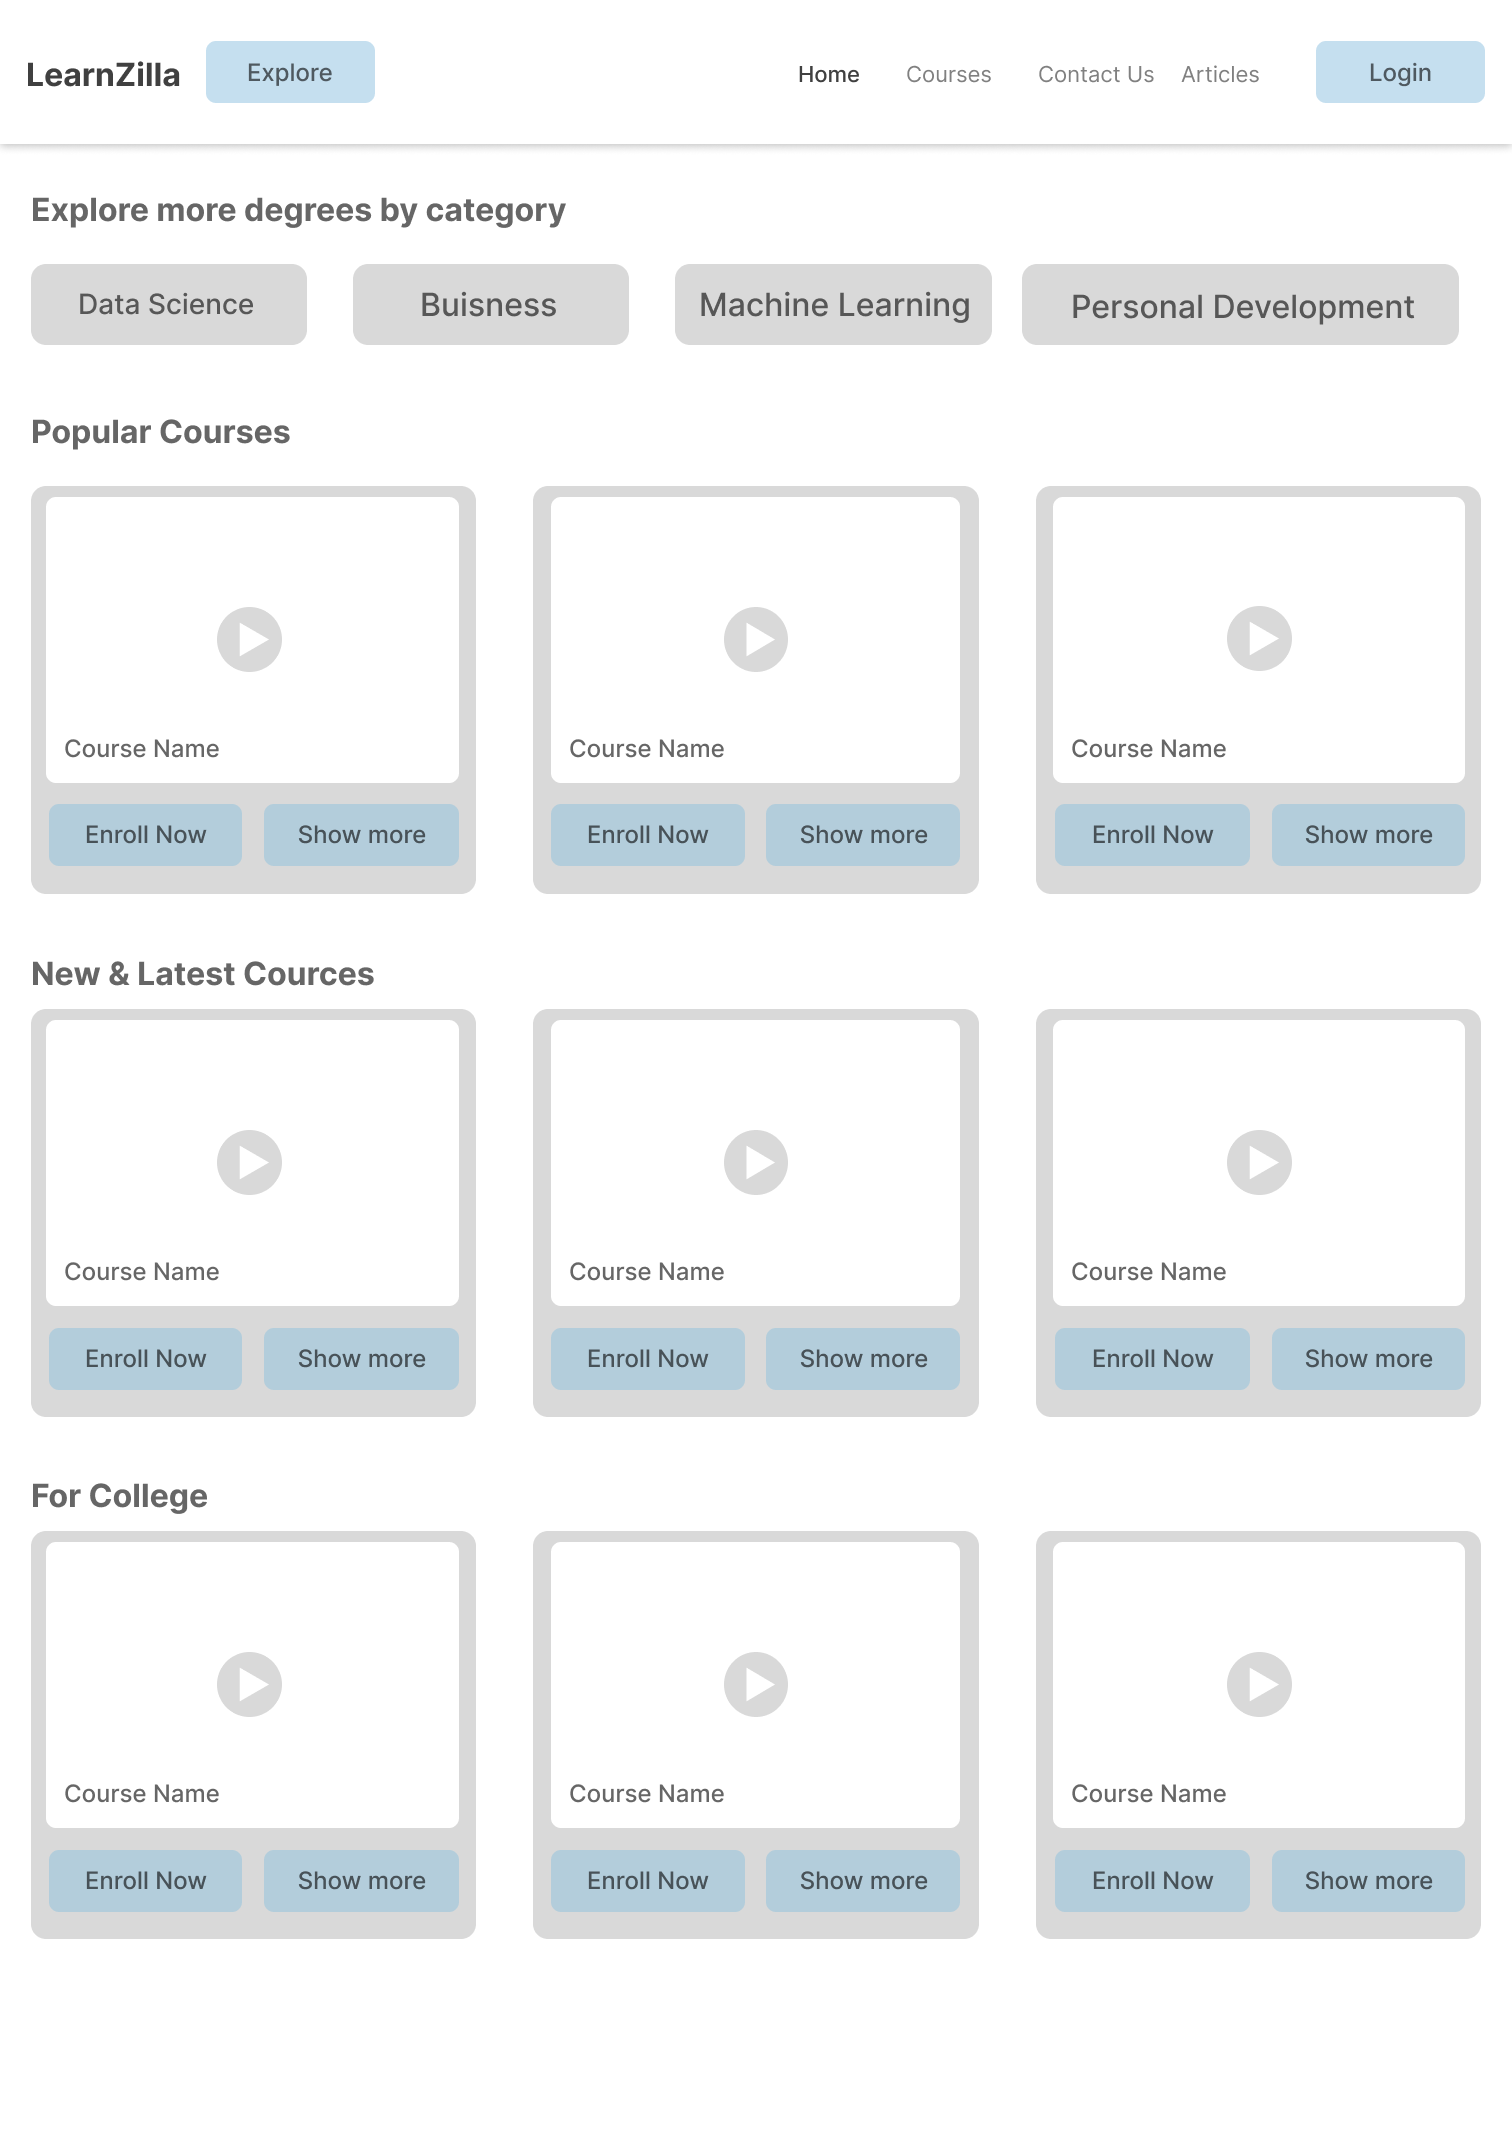 LearnZilla Explore Home Courses Contact Us Articles Login
Explore more degrees by category
Data Science Buisness Machine Learning Personal Development
Popular Courses
Course Name Course Name Course Name
Enroll Now Show more Enroll Now Show more Enroll Now Show more
New & Latest Cources
Course Name Course Name Course Name
Enroll Now Show more Enroll Now Show more Enroll Now Show more
For College
Course Name Course Name Course Name
Enroll Now Show more Enroll Now Show more Enroll Now Show more